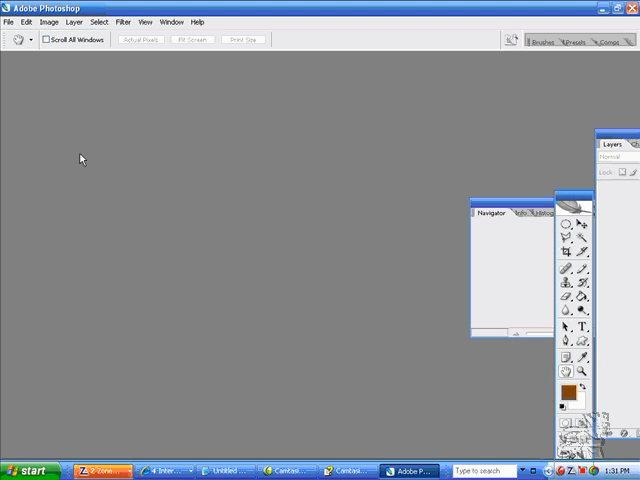 Adobe Photoshop
File Edit Image Layer Select Filter View Window Help
Scroll All Windows Actual Pixels Fit Screen Print Size Brushes Presets Comps
Layers
Normal
Lock:
Navigator Info
start Z-Zone... 4 Inter... Untitled ... Camtasi... Camtasi... Adobe P... Type to search 1:31 PM